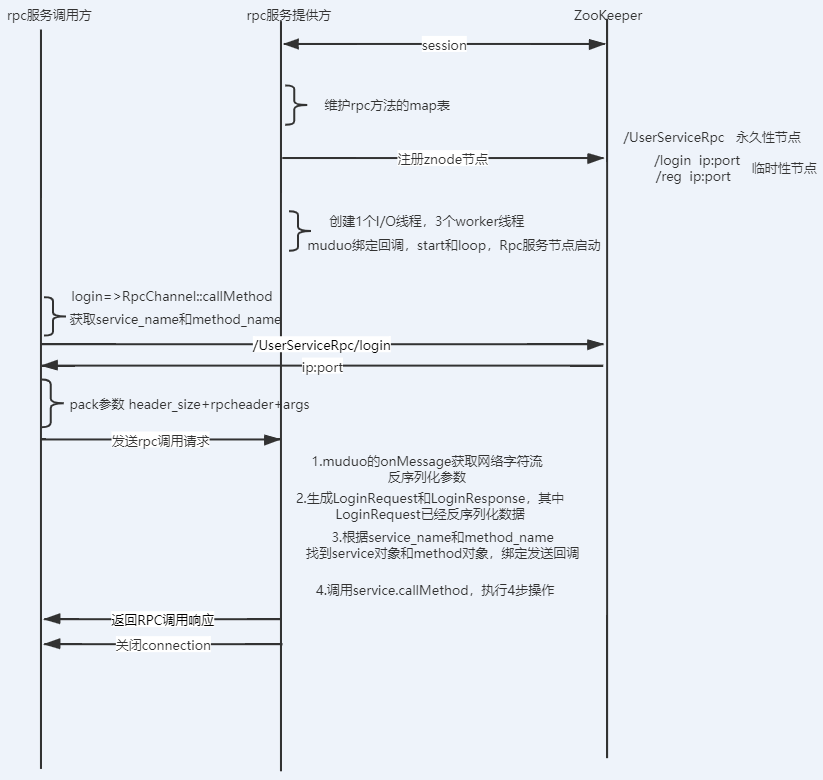 rpc服务调用方
rpc服务提供方
ZooKeeper
session
维护rpc方法的map表
/UserServiceRpc 永久性节点
注册znode节点
/login ip:port
临时性节点
/reg ip:port
创建1个I/O线程，3个worker线程
muduo绑定回调，start和loop，Rpc服务节点启动
login=>RpcChannel::callMethod
获取service_name和method_name
/UserServiceRpc/login
ip:port
pack参数 header_size+rpcheader+args
发送rpc调用请求
1.muduo的onMessage获取网络字符流
反序列化参数
2.生成LoginRequest和LoginResponse，其中
LoginRequest已经反序列化数据
3.根据service_name和method_name
找到service对象和method对象，绑定发送回调
4.调用service.callMethod，执行4步操作
返回RPC调用响应
关闭connection